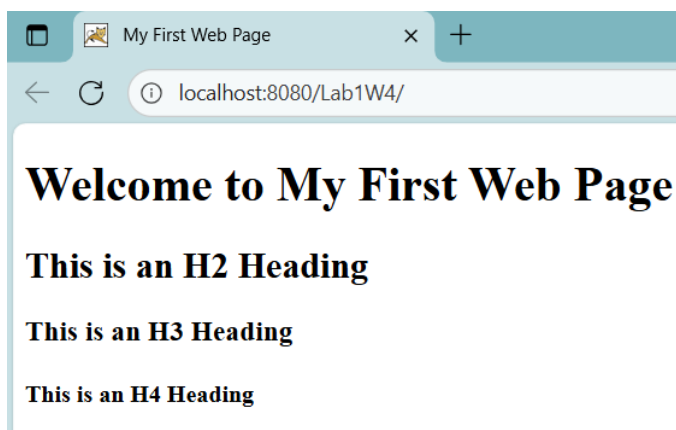 My First Web Page
localhost:8080/Lab1W4/
Welcome to My First Web Page
This is an H2 Heading
This is an H3 Heading
This is an H4 Heading